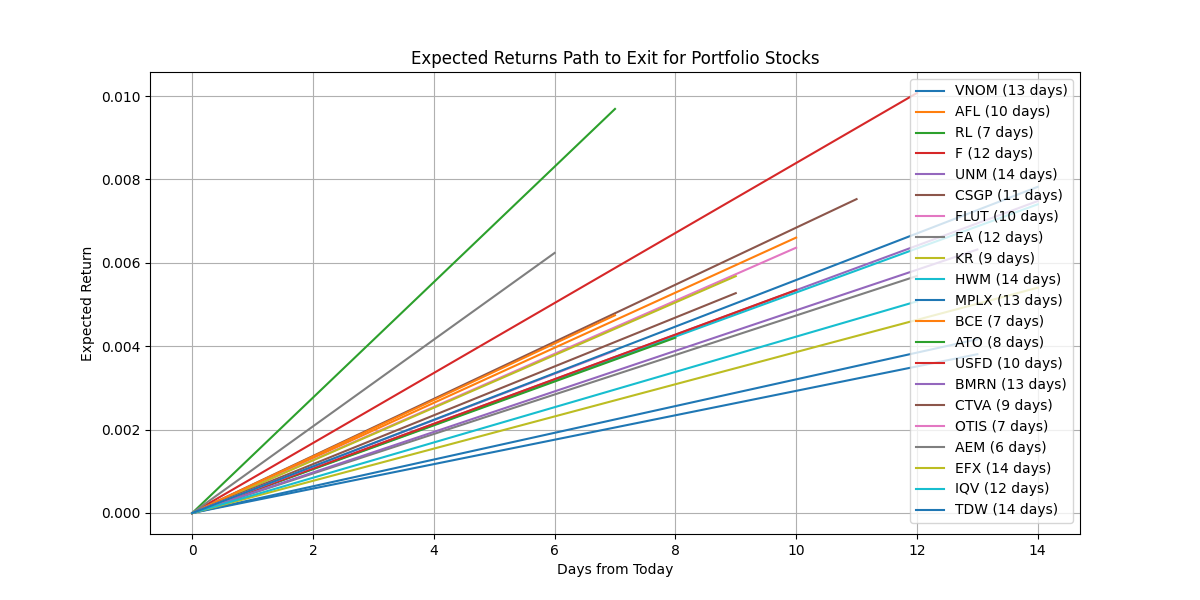 Expected Returns Path to Exit for Portfolio Stocks
Expected Return
0.010
0.008
0.006
0.004
0.002
0.000
0 2 4 6 8 10 12 14
Days from Today
VNOM (13 days)
AFL (10 days)
RL (7 days)
F (12 days)
UNM (14 days)
CSGP (11 days)
FLUT (10 days)
EA (12 days)
KR (9 days)
HWM (14 days)
MPLX (13 days)
BCE (7 days)
ATO (8 days)
USFD (10 days)
BMRN (13 days)
CTVA (9 days)
OTIS (7 days)
AEM (6 days)
EFX (14 days)
IQV (12 days)
TDW (14 days)